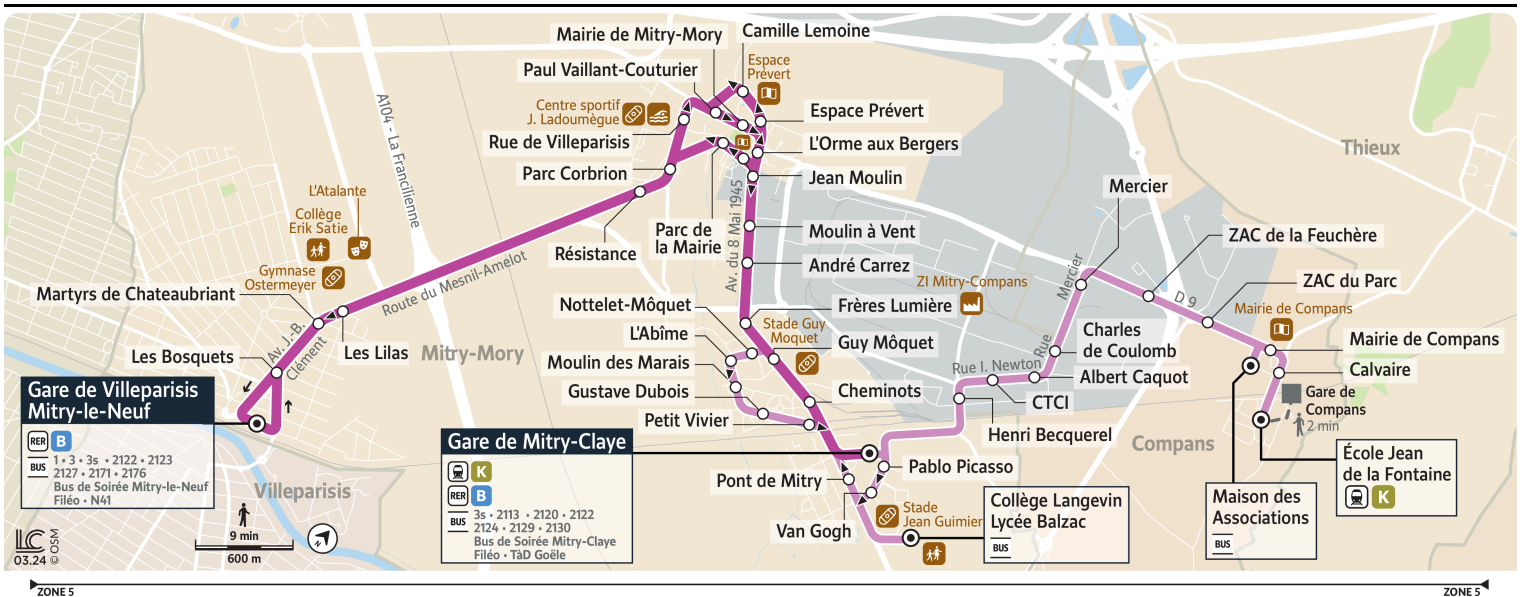 Mairie de Mitry-Mory
Camille Lemoine
Paul Vaillant-Couturier
Espace
Prévert
Centre sportif
J. Ladoumègue
Espace Prévert
Rue de Villeparisis
L'Orme aux Bergers
Thieux
Parc Corbrion
Jean Moulin
A104 - La Francilienne
L'Atalante
Collège
Erik Satie
Gymnase
Ostermeyer
Parc de
la Mairie
Résistance
Av. du 8 Mai 1945
Moulin à Vent
André Carrez
Mercier
ZAC de la Feuchère
ZAC du Parc
Martyrs de Chateaubriant
Route du Mesnil-Amelot
Nottelet-Môquet
Frères Lumière
ZI Mitry-Compans
Rue Mercier
D 9
Mairie de Compans
L'Abîme
Stade Guy
Moquet
Guy Môquet
Charles
de Coulomb
Mairie de Compans
Les Bosquets
Av. J.-B.
Clément
Les Lilas
Mitry-Mory
Moulin des Marais
Rue I. Newton
Albert Caquot
Calvaire
Gare de Villeparisis
Mitry-le-Neuf
RER B
BUS
1 • 3 • 3s • 2122 • 2123
2127 • 2171 • 2176
Bus de Soirée Mitry-le-Neuf
Filéo • N41
Gustave Dubois
Cheminots
CTCI
Gare de
Compans
2 min
Petit Vivier
Henri Becquerel
Compans
Gare de Mitry-Claye
K
RER B
BUS
3s • 2113 • 2120 • 2122
2124 • 2129 • 2130
Bus de Soirée Mitry-Claye
Filéo • TàD Goële
École Jean
de la Fontaine
K
Pont de Mitry
Pablo Picasso
Villeparisis
Van Gogh
Stade
Jean Guimier
Collège Langevin
Lycée Balzac
BUS
Maison des
Associations
BUS
LC
03.24 © OSM
9 min
600 m
N
ZONE 5
ZONE 5